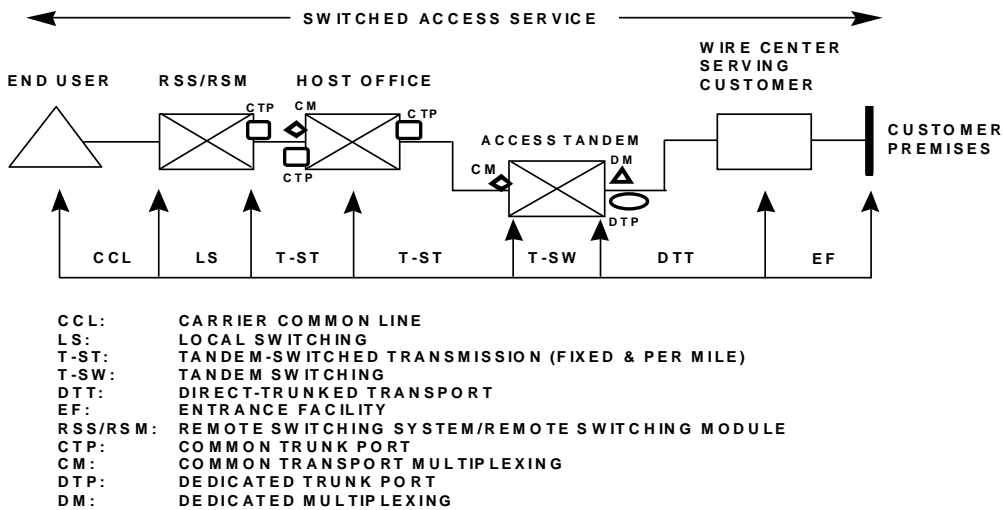 SWITCHED ACCESS SERVICE
WIRE CENTER
SERVING
CUSTOMER
END USER
RSS/RSM
HOST OFFICE
CTP
CM
CTP
CTP
ACCESS TANDEM
CM
DM
DTP
CUSTOMER
PREMISES
CCL
LS
T-ST
T-ST
T-SW
DTT
EF
CCL: CARRIER COMMON LINE
LS: LOCAL SWITCHING
T-ST: TANDEM-SWITCHED TRANSMISSION (FIXED & PER MILE)
T-SW: TANDEM SWITCHING
DTT: DIRECT-TRUNKED TRANSPORT
EF: ENTRANCE FACILITY
RSS/RSM: REMOTE SWITCHING SYSTEM/REMOTE SWITCHING MODULE
CTP: COMMON TRUNK PORT
CM: COMMON TRANSPORT MULTIPLEXING
DTP: DEDICATED TRUNK PORT
DM: DEDICATED MULTIPLEXING